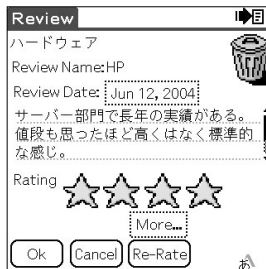 Review
ハードウェア
Review Name:HP
Review Date: Jun 12, 2004
サーバー部門で長年の実績がある。
値段も思ったほど高くはなく標準的
な感じ。
Rating
More...
Ok Cancel Re-Rate
あ